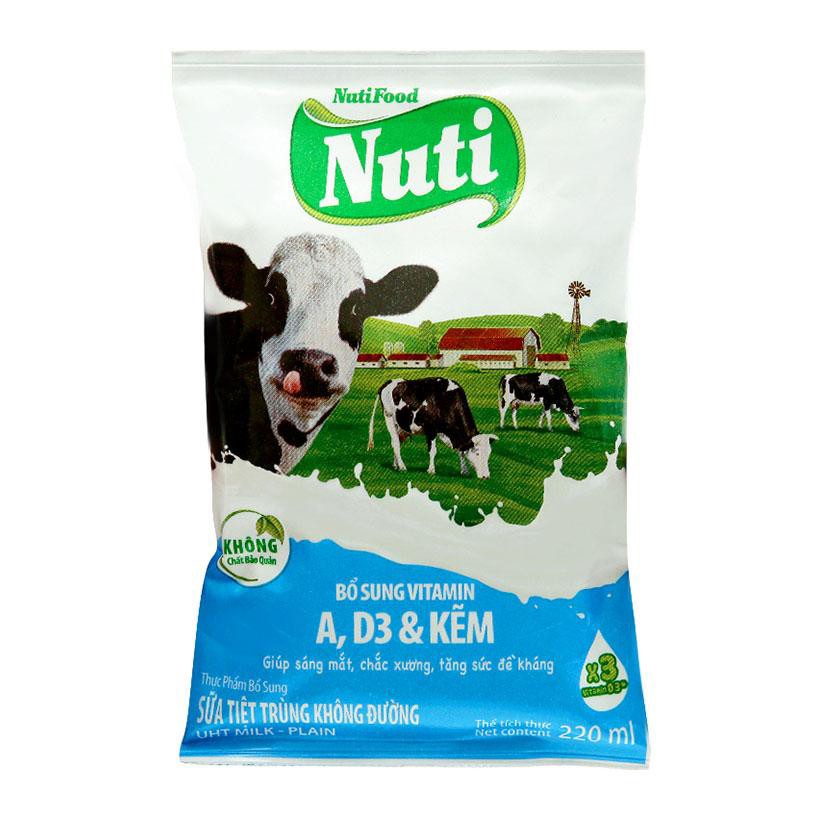 NutiFood
Nuti
KHÔNG
Chất Bảo Quản
BỔ SUNG VITAMIN
A, D3 & KẼM
Giúp sáng mắt, chắc xương, tăng sức đề kháng
x3
Vitamin D3*
Thực Phẩm Bổ Sung
SỮA TIỆT TRÙNG KHÔNG ĐƯỜNG
UHT MILK - PLAIN
Thể tích thực
Net content 220 ml